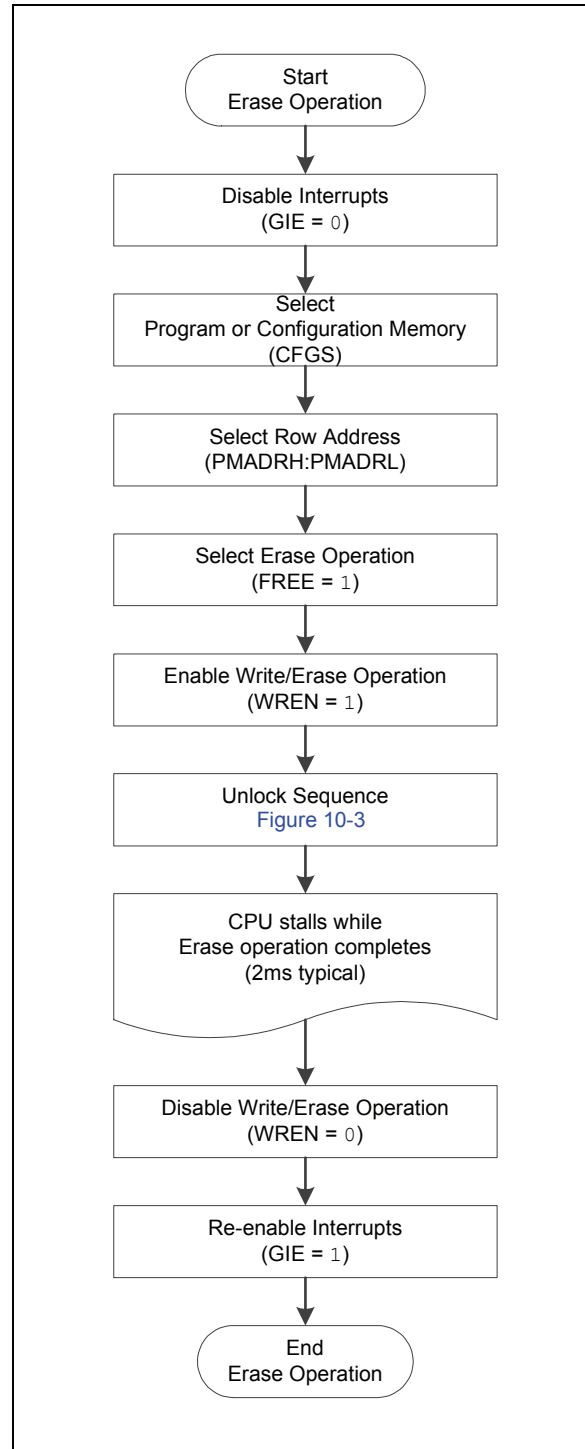 Start
Erase Operation
Disable Interrupts
(GIE = 0)
Select
Program or Configuration Memory
(CFGS)
Select Row Address
(PMADRH:PMADRL)
Select Erase Operation
(FREE = 1)
Enable Write/Erase Operation
(WREN = 1)
Unlock Sequence
Figure 10-3
CPU stalls while
Erase operation completes
(2ms typical)
Disable Write/Erase Operation
(WREN = 0)
Re-enable Interrupts
(GIE = 1)
End
Erase Operation